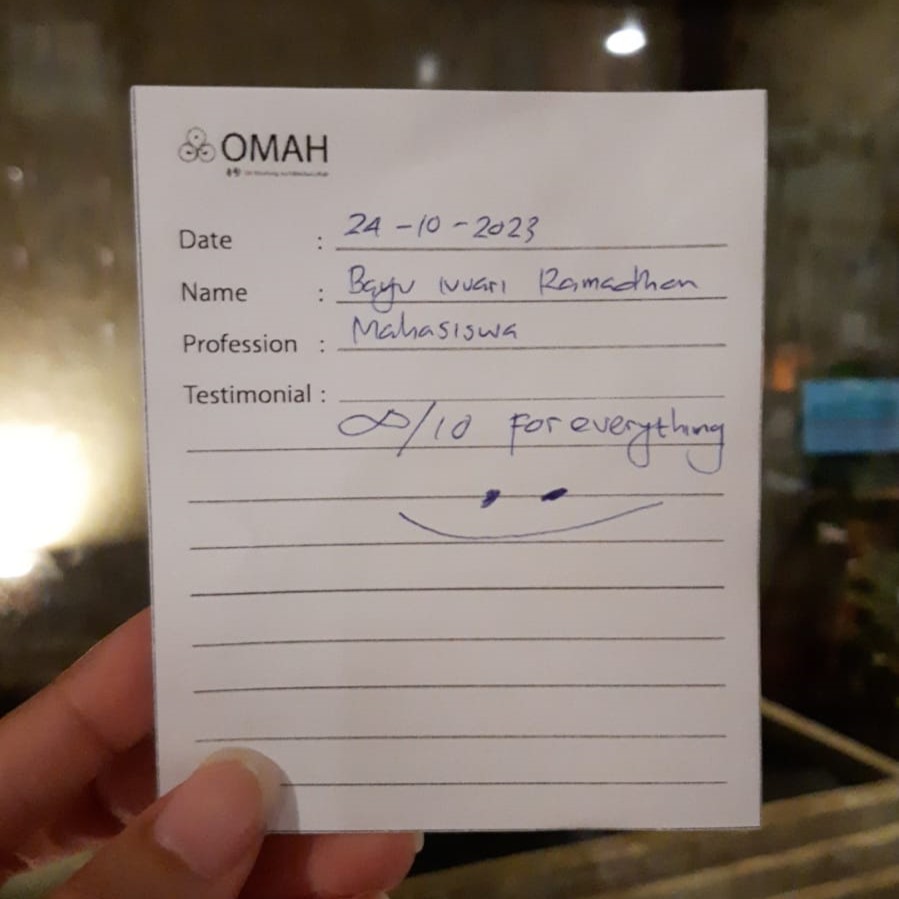 OMAH
Date : 24-10-2023
Name : Bayu Wuari Ramadhan
Profession : Mahasiswa
Testimonial :
∞/10 For everything